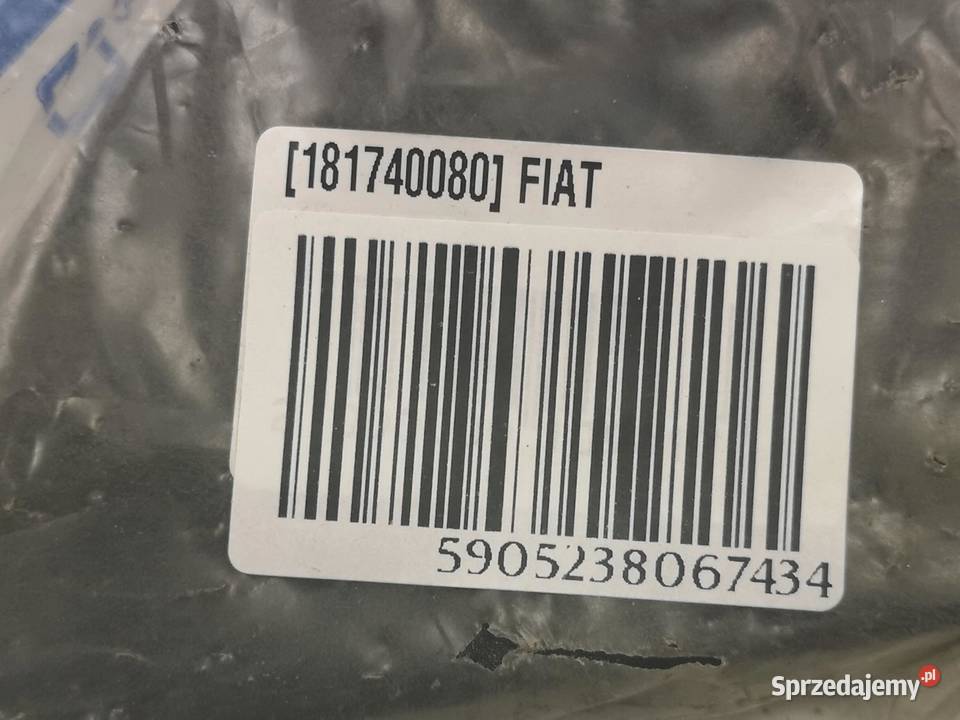 [181740080] FIAT
5905238067434
Sprzedajemy.pl